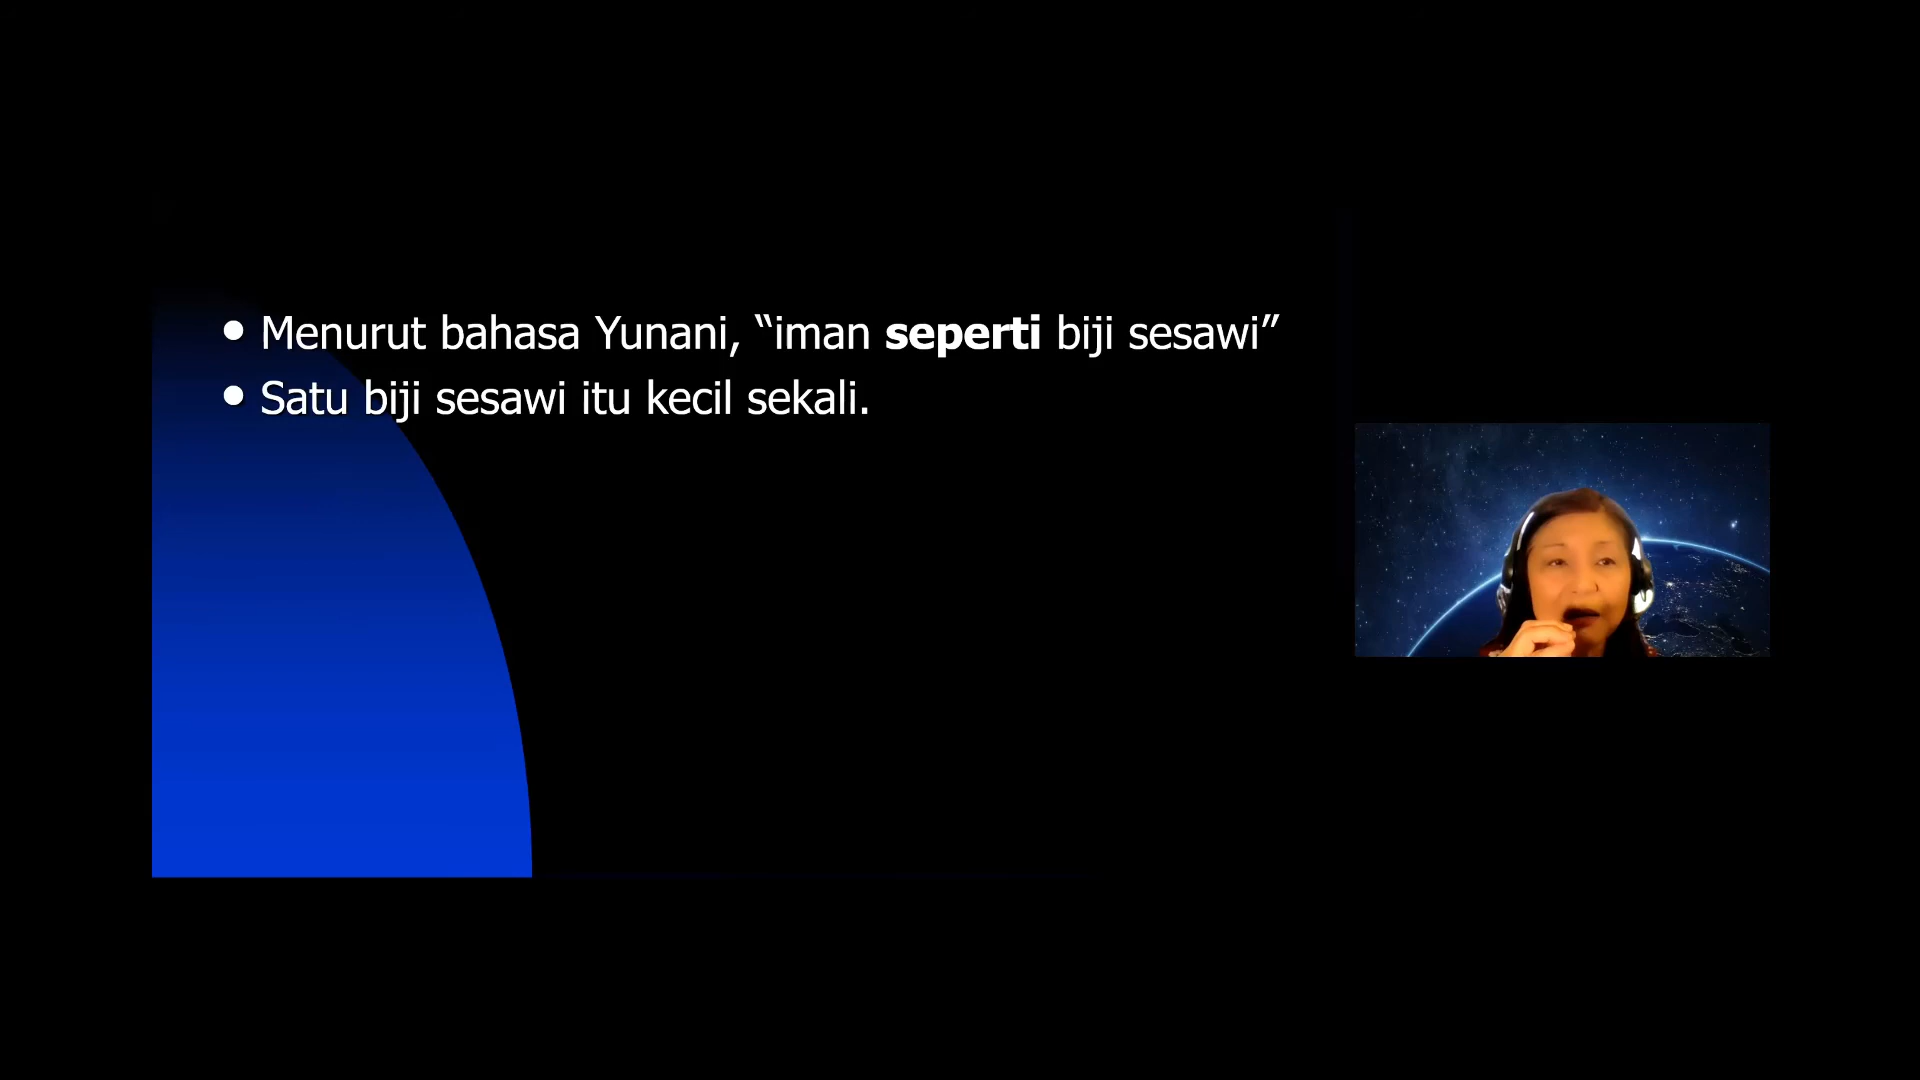 • Menurut bahasa Yunani, “iman seperti biji sesawi”
• Satu biji sesawi itu kecil sekali.